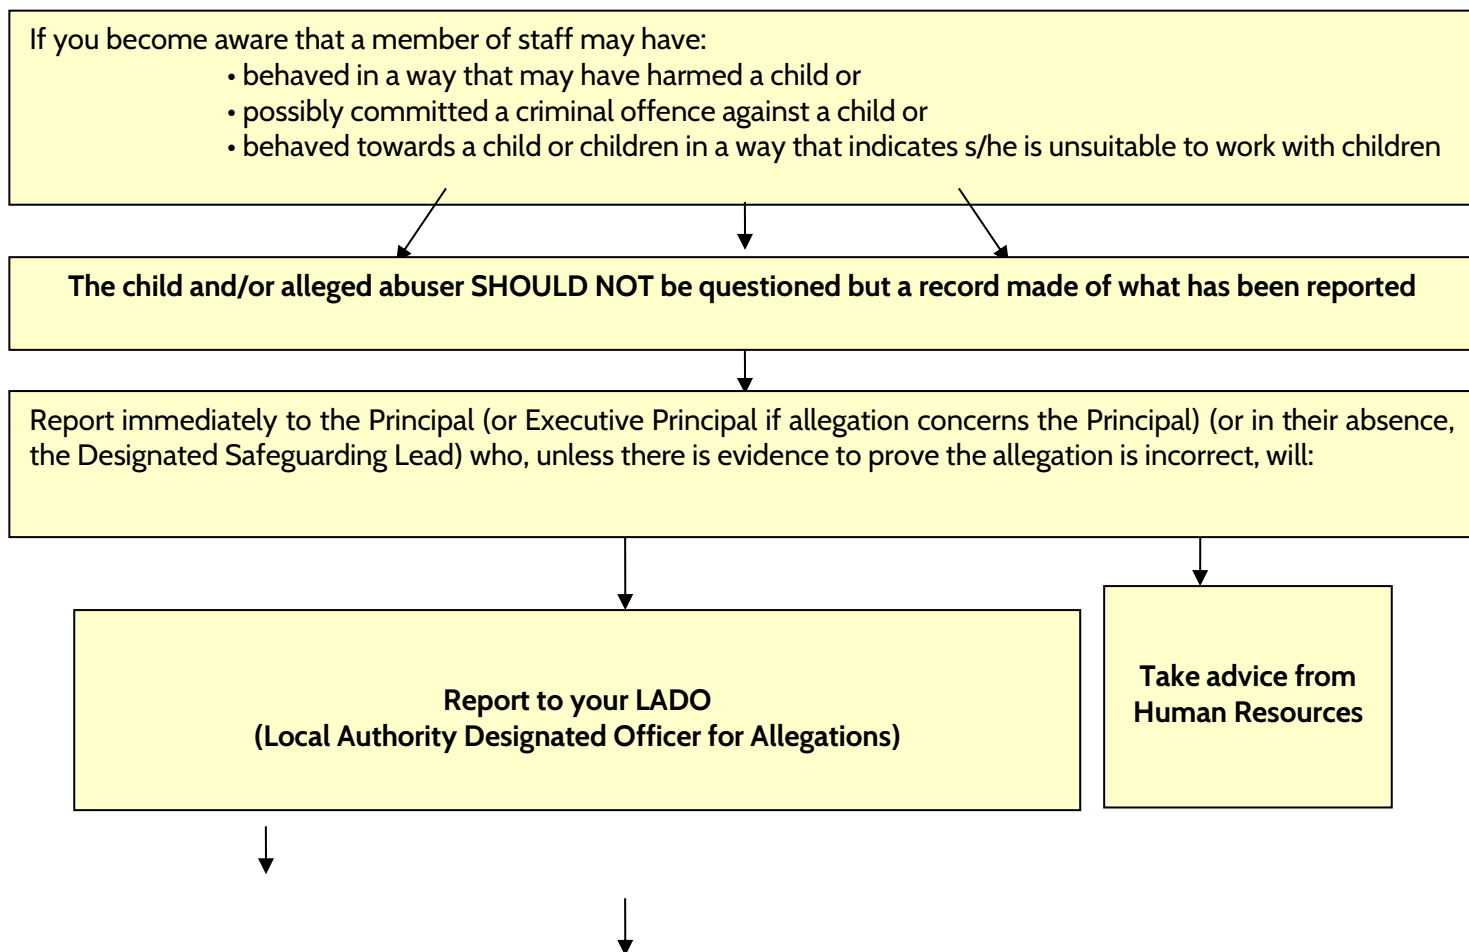 If you become aware that a member of staff may have:
• behaved in a way that may have harmed a child or
• possibly committed a criminal offence against a child or
• behaved towards a child or children in a way that indicates s/he is unsuitable to work with children
The child and/or alleged abuser SHOULD NOT be questioned but a record made of what has been reported
Report immediately to the Principal (or Executive Principal if allegation concerns the Principal) (or in their absence,
the Designated Safeguarding Lead) who, unless there is evidence to prove the allegation is incorrect, will:
Report to your LADO
(Local Authority Designated Officer for Allegations)
Take advice from
Human Resources